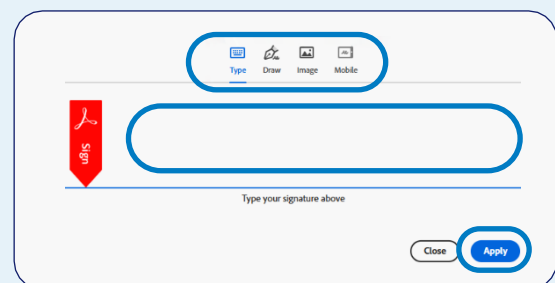 Type Draw Image Mobile
Sign
Type your signature above
Close Apply